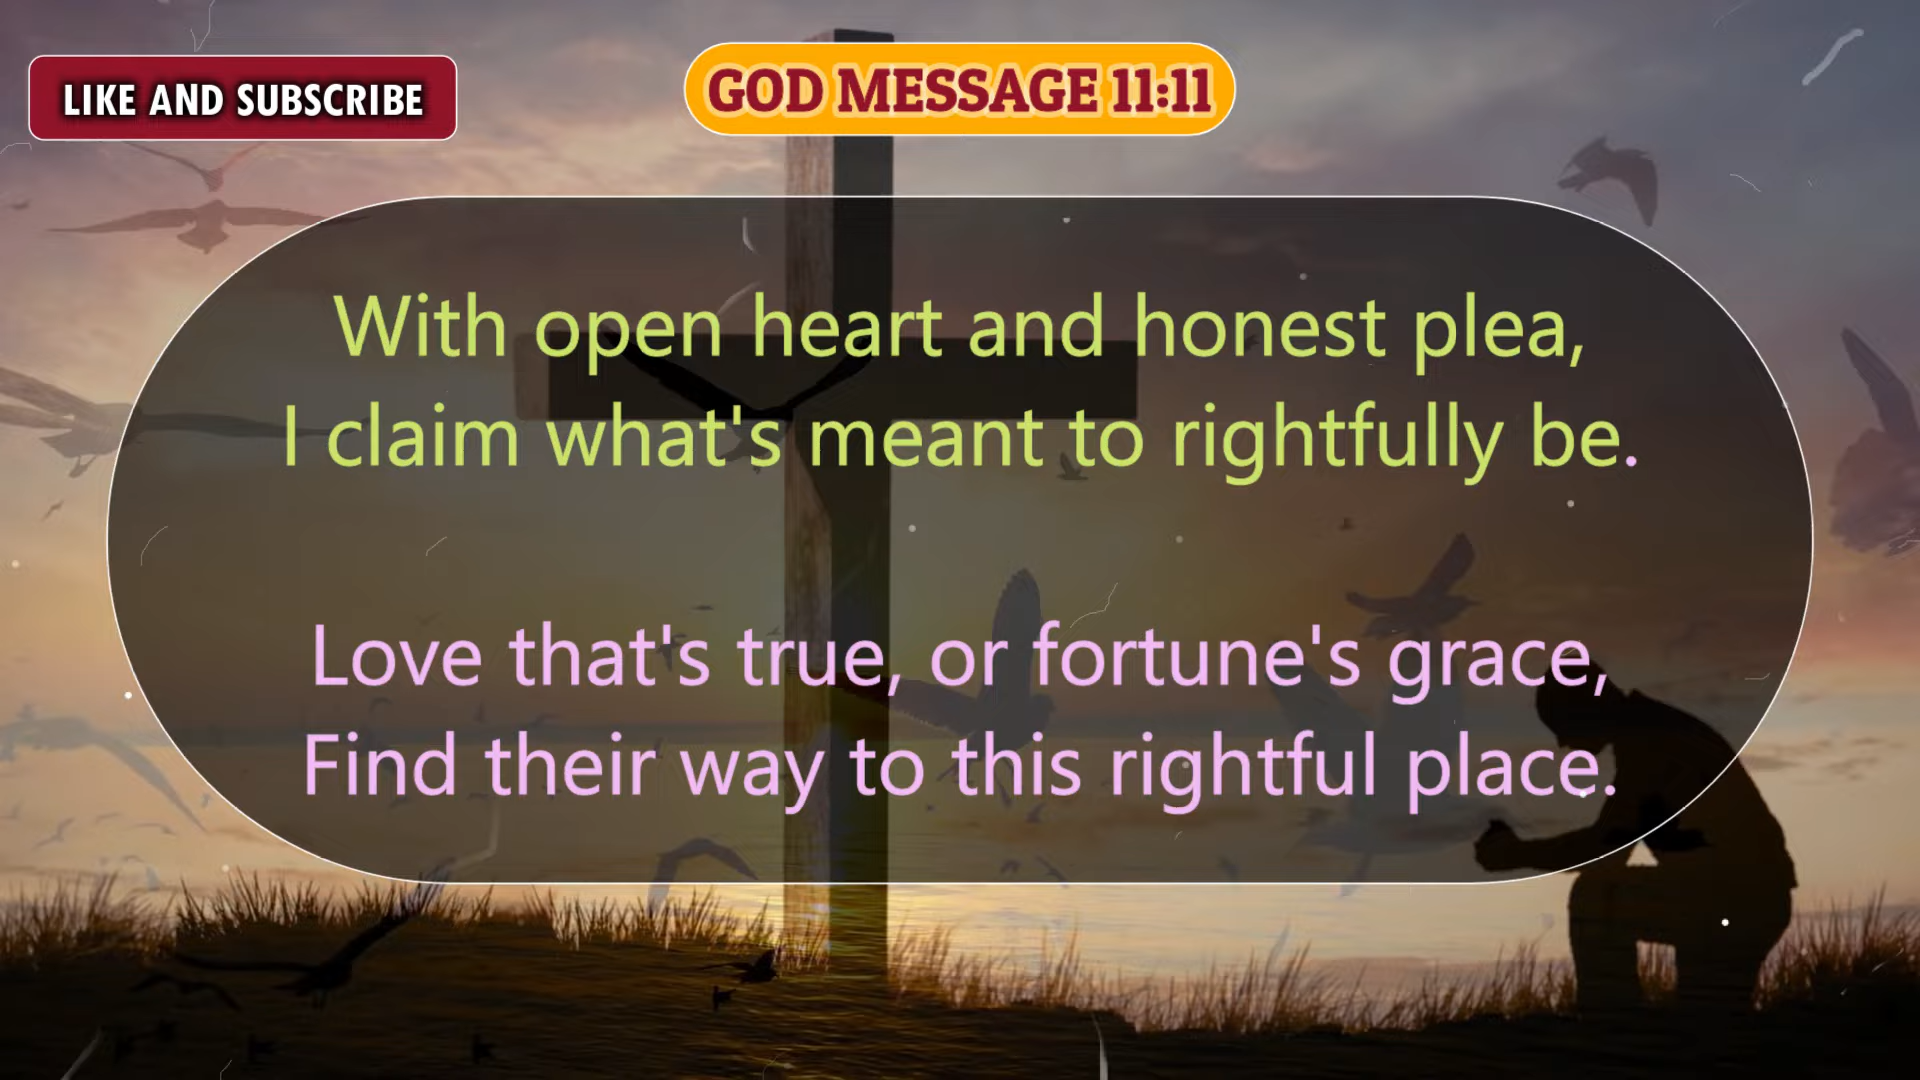 LIKE AND SUBSCRIBE
GOD MESSAGE 11:11
With open heart and honest plea,
I claim what's meant to rightfully be.
Love that's true, or fortune's grace,
Find their way to this rightful place.